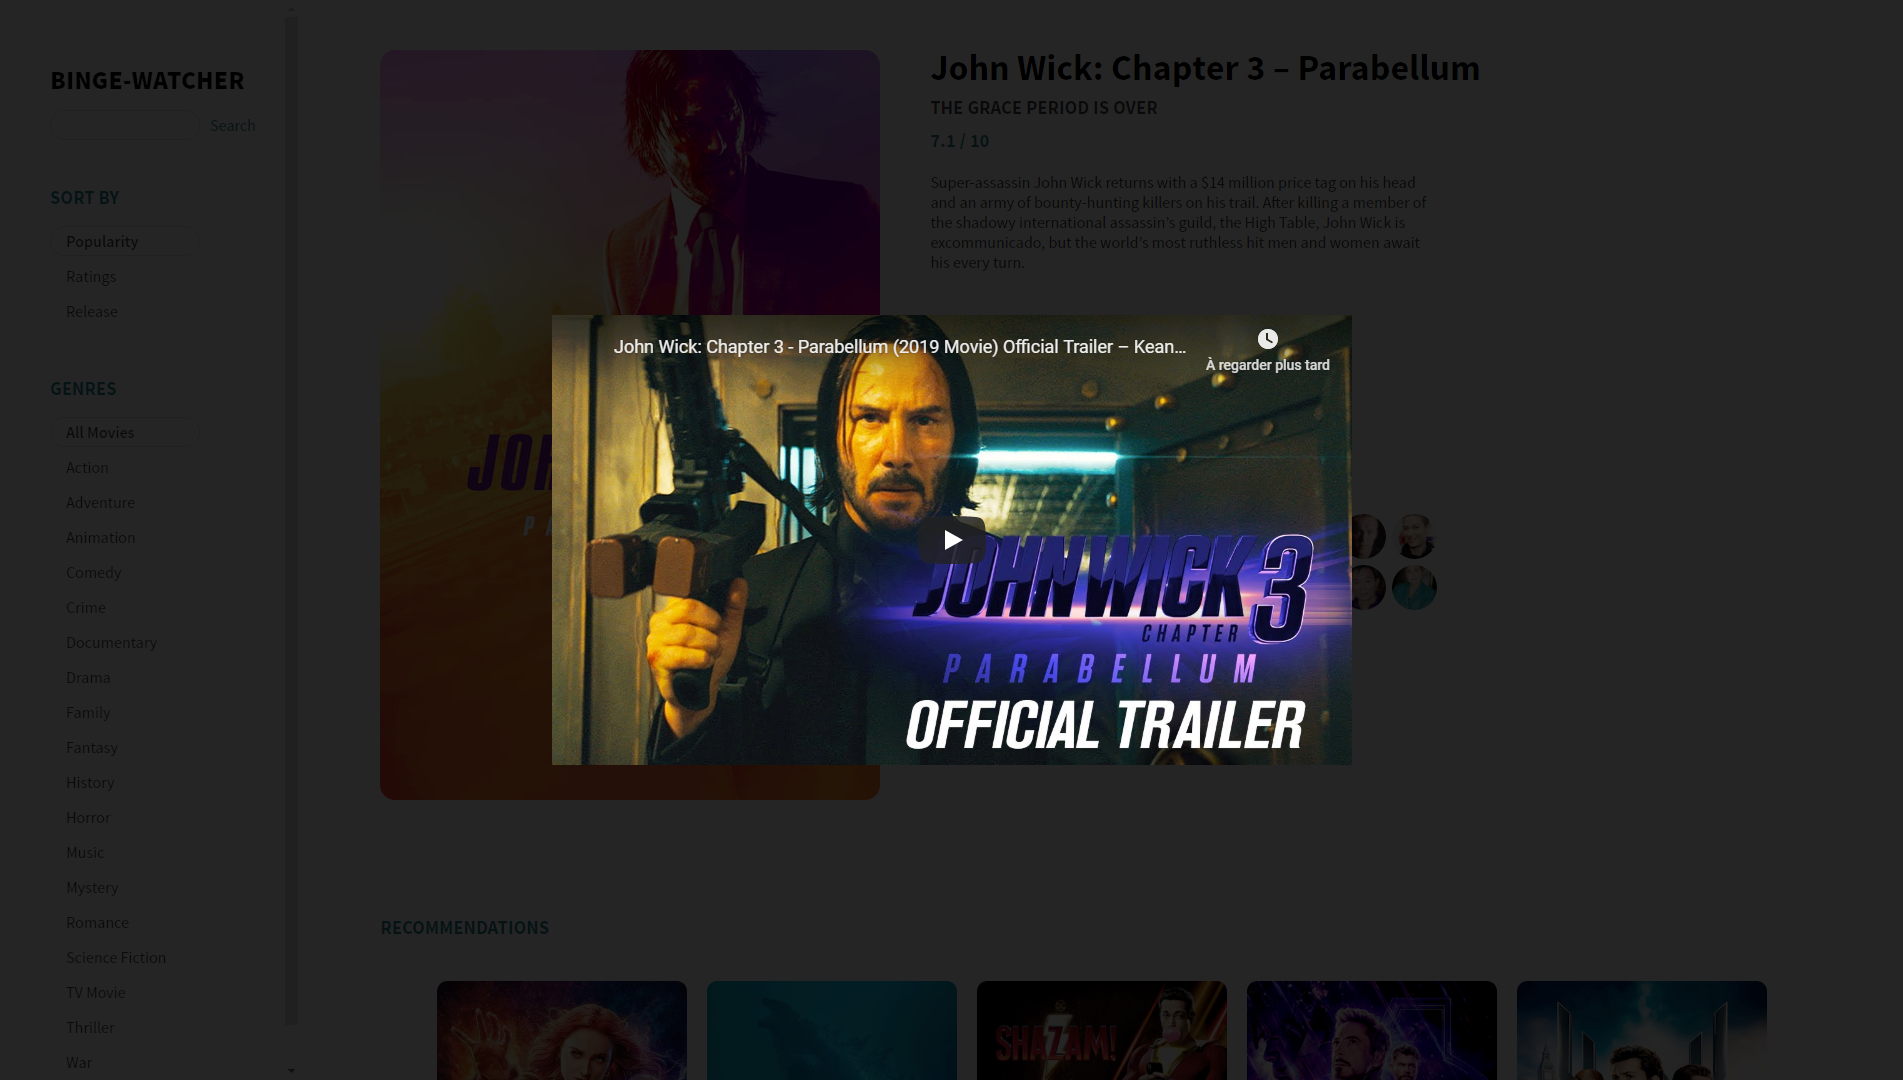 BINGE-WATCHER
Search
SORT BY
Popularity
Ratings
Release
GENRES
All Movies
Action
Adventure
Animation
Comedy
Crime
Documentary
Drama
Family
Fantasy
History
Horror
Music
Mystery
Romance
Science Fiction
TV Movie
Thriller
War
John Wick: Chapter 3 – Parabellum
THE GRACE PERIOD IS OVER
7.1 / 10
Super-assassin John Wick returns with a $14 million price tag on his head
and an army of bounty-hunting killers on his trail. After killing a member of
the shadowy international assassin’s guild, the High Table, John Wick is
excommunicado, but the world’s most ruthless hit men and women await
his every turn.
John Wick: Chapter 3 - Parabellum (2019 Movie) Official Trailer – Kean...
À regarder plus tard
JOHN WICK 3
CHAPTER
PARABELLUM
OFFICIAL TRAILER
RECOMMENDATIONS
SHAZAM!